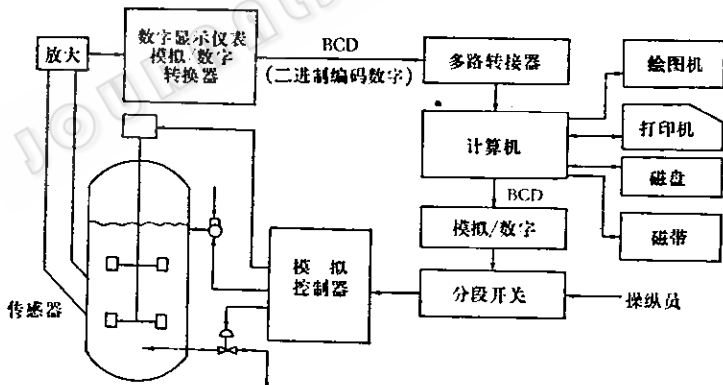 放大
数字显示仪表
模拟/数字
转换器
BCD
(二进制编码数字)
多路转接器
绘图机
打印机
计算机
磁盘
磁带
BCD
模拟/数字
模拟
控制器
分段开关
操纵员
传感器